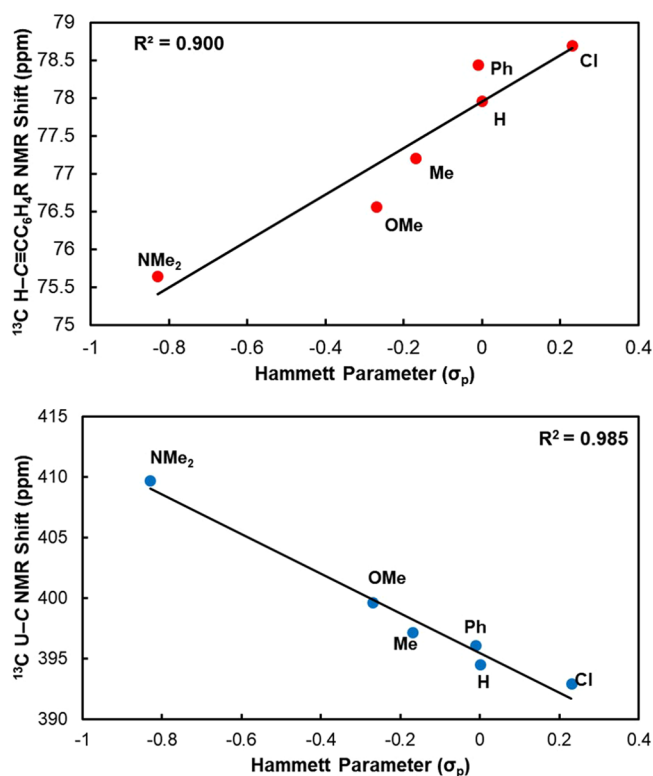 79
78.5
78
77.5
77
76.5
76
75.5
75
¹³C H–C≡CC₆H₄R NMR Shift (ppm)
R² = 0.900
Ph
Cl
H
Me
OMe
NMe₂
-1 -0.8 -0.6 -0.4 -0.2 0 0.2 0.4
Hammett Parameter (σₚ)
415
410
405
400
395
390
¹³C U–C NMR Shift (ppm)
R² = 0.985
NMe₂
OMe
Me
Ph
H
Cl
-1 -0.8 -0.6 -0.4 -0.2 0 0.2 0.4
Hammett Parameter (σₚ)